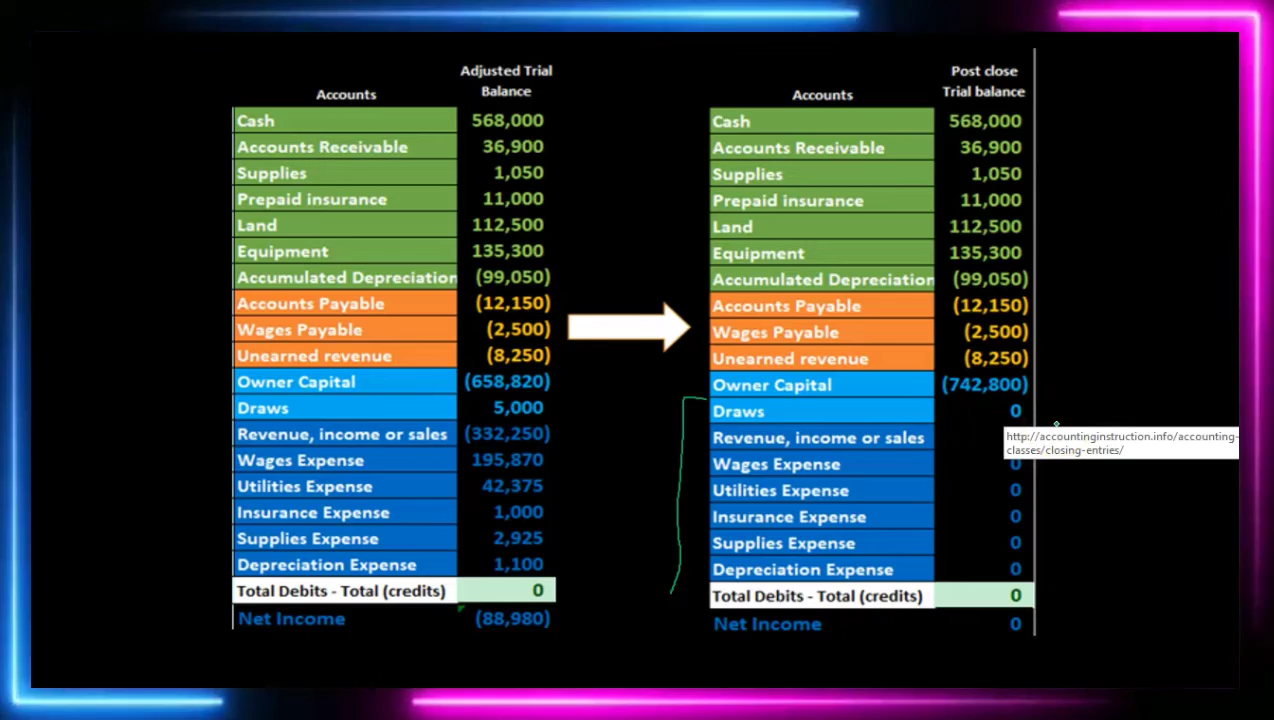 Adjusted Trial
Accounts Balance
Cash 568,000
Accounts Receivable 36,900
Supplies 1,050
Prepaid insurance 11,000
Land 112,500
Equipment 135,300
Accumulated Depreciation (99,050)
Accounts Payable (12,150)
Wages Payable (2,500)
Unearned revenue (8,250)
Owner Capital (658,820)
Draws 5,000
Revenue, income or sales (332,250)
Wages Expense 195,870
Utilities Expense 42,375
Insurance Expense 1,000
Supplies Expense 2,925
Depreciation Expense 1,100
Total Debits - Total (credits) 0
Net Income (88,980)
Post close
Accounts Trial balance
Cash 568,000
Accounts Receivable 36,900
Supplies 1,050
Prepaid insurance 11,000
Land 112,500
Equipment 135,300
Accumulated Depreciation (99,050)
Accounts Payable (12,150)
Wages Payable (2,500)
Unearned revenue (8,250)
Owner Capital (742,800)
Draws 0
Revenue, income or sales
Wages Expense 0
Utilities Expense 0
Insurance Expense 0
Supplies Expense 0
Depreciation Expense 0
Total Debits - Total (credits) 0
Net Income 0
http://accountinginstruction.info/accounting-
classes/closing-entries/